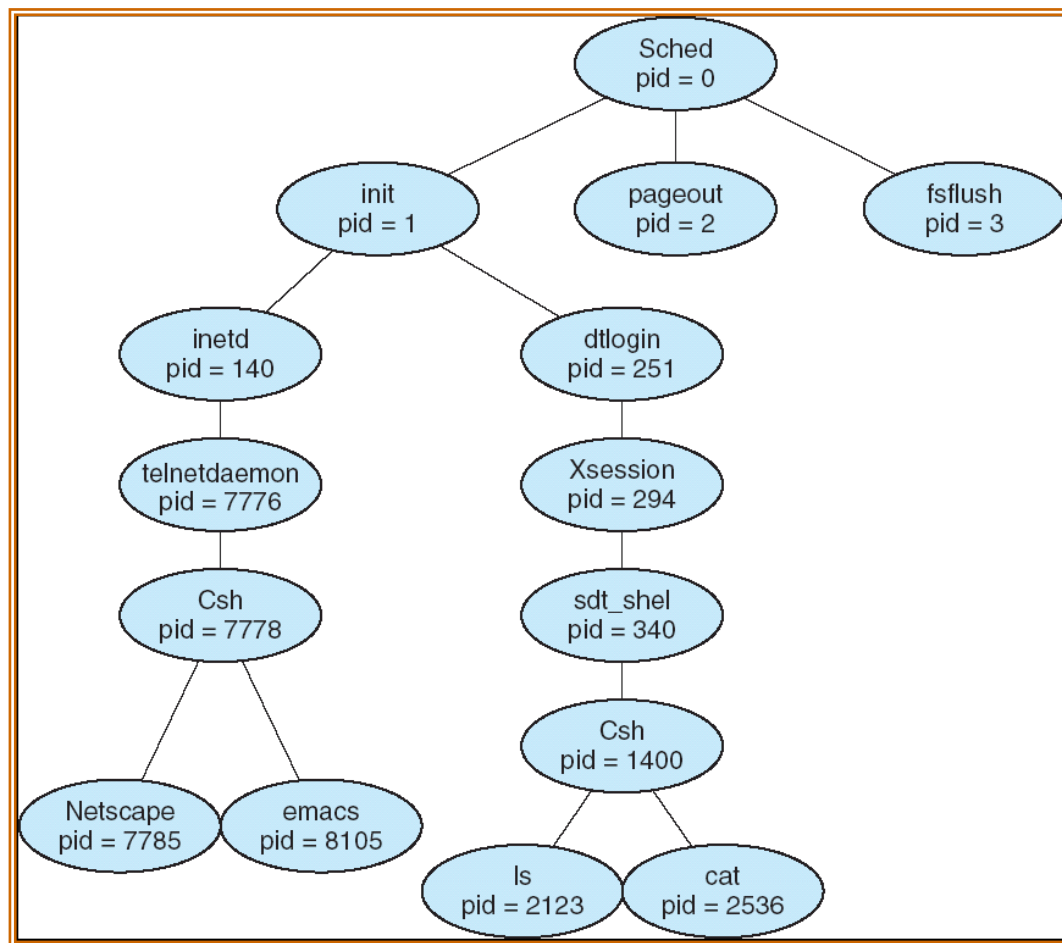 Sched
pid = 0
init
pid = 1
pageout
pid = 2
fsflush
pid = 3
inetd
pid = 140
dtlogin
pid = 251
telnetdaemon
pid = 7776
Xsession
pid = 294
Csh
pid = 7778
sdt_shel
pid = 340
Csh
pid = 1400
Netscape
pid = 7785
emacs
pid = 8105
ls
pid = 2123
cat
pid = 2536